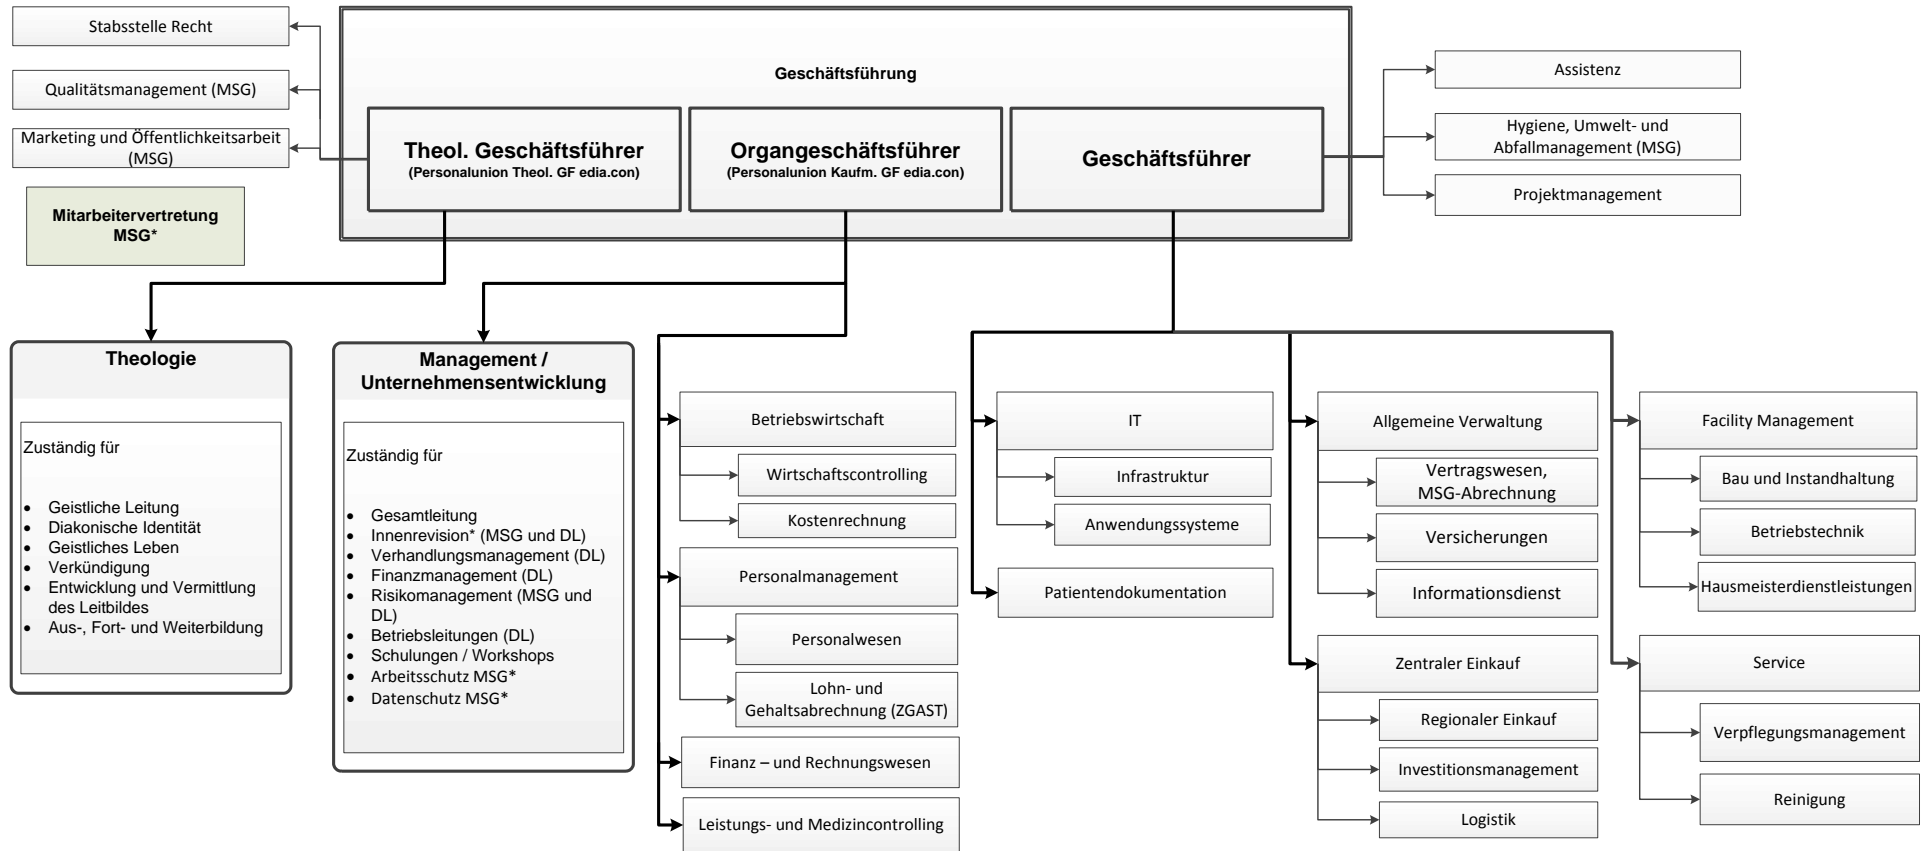 Stabsstelle Recht
Qualitätsmanagement (MSG)
Marketing und Öffentlichkeitsarbeit
(MSG)
Mitarbeitervertretung
MSG*
Geschäftsführung
Theol. Geschäftsführer
(Personalunion Theol. GF edia.con)
Organgeschäftsführer
(Personalunion Kaufm. GF edia.con)
Geschäftsführer
Assistenz
Hygiene, Umwelt- und
Abfallmanagement (MSG)
Projektmanagement
Theologie
Zuständig für
• Geistliche Leitung
• Diakonische Identität
• Geistliches Leben
• Verkündigung
• Entwicklung und Vermittlung
des Leitbildes
• Aus-, Fort- und Weiterbildung
Management /
Unternehmensentwicklung
Zuständig für
• Gesamtleitung
• Innenrevision* (MSG und DL)
• Verhandlungsmanagement (DL)
• Finanzmanagement (DL)
• Risikomanagement (MSG und
DL)
• Betriebsleitungen (DL)
• Schulungen / Workshops
• Arbeitsschutz MSG*
• Datenschutz MSG*
Betriebswirtschaft
Wirtschaftscontrolling
Kostenrechnung
Personalmanagement
Personalwesen
Lohn- und
Gehaltsabrechnung (ZGAST)
Finanz – und Rechnungswesen
Leistungs- und Medizincontrolling
IT
Infrastruktur
Anwendungssysteme
Patientendokumentation
Allgemeine Verwaltung
Vertragswesen,
MSG-Abrechnung
Versicherungen
Informationsdienst
Zentraler Einkauf
Regionaler Einkauf
Investitionsmanagement
Logistik
Facility Management
Bau und Instandhaltung
Betriebstechnik
Hausmeisterdienstleistungen
Service
Verpflegungsmanagement
Reinigung